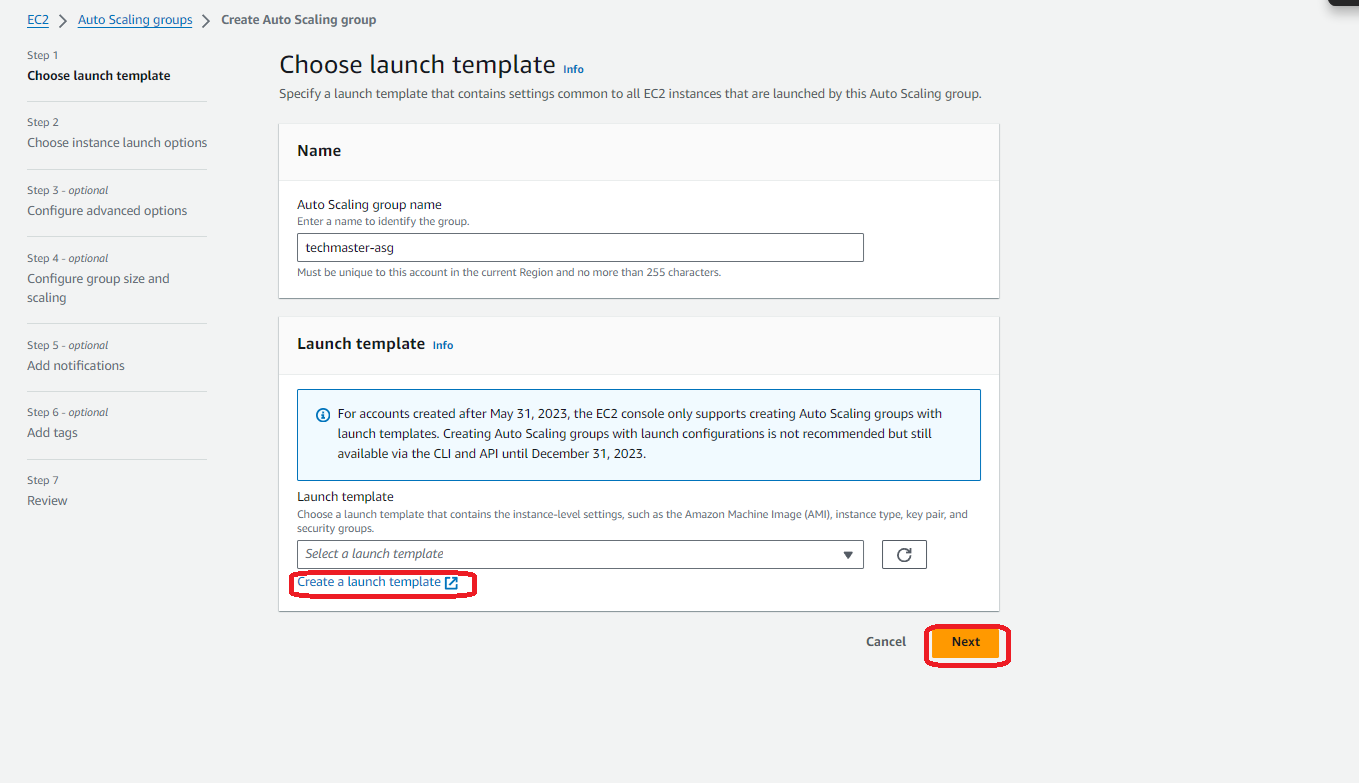 EC2 > Auto Scaling groups > Create Auto Scaling group
Step 1
Choose launch template
Step 2
Choose instance launch options
Step 3 - optional
Configure advanced options
Step 4 - optional
Configure group size and
scaling
Step 5 - optional
Add notifications
Step 6 - optional
Add tags
Step 7
Review
Choose launch template Info
Specify a launch template that contains settings common to all EC2 instances that are launched by this Auto Scaling group.
Name
Auto Scaling group name
Enter a name to identify the group.
techmaster-asg
Must be unique to this account in the current Region and no more than 255 characters.
Launch template Info
For accounts created after May 31, 2023, the EC2 console only supports creating Auto Scaling groups with
launch templates. Creating Auto Scaling groups with launch configurations is not recommended but still
available via the CLI and API until December 31, 2023.
Launch template
Choose a launch template that contains the instance-level settings, such as the Amazon Machine Image (AMI), instance type, key pair, and
security groups.
Select a launch template
Create a launch template
Cancel
Next